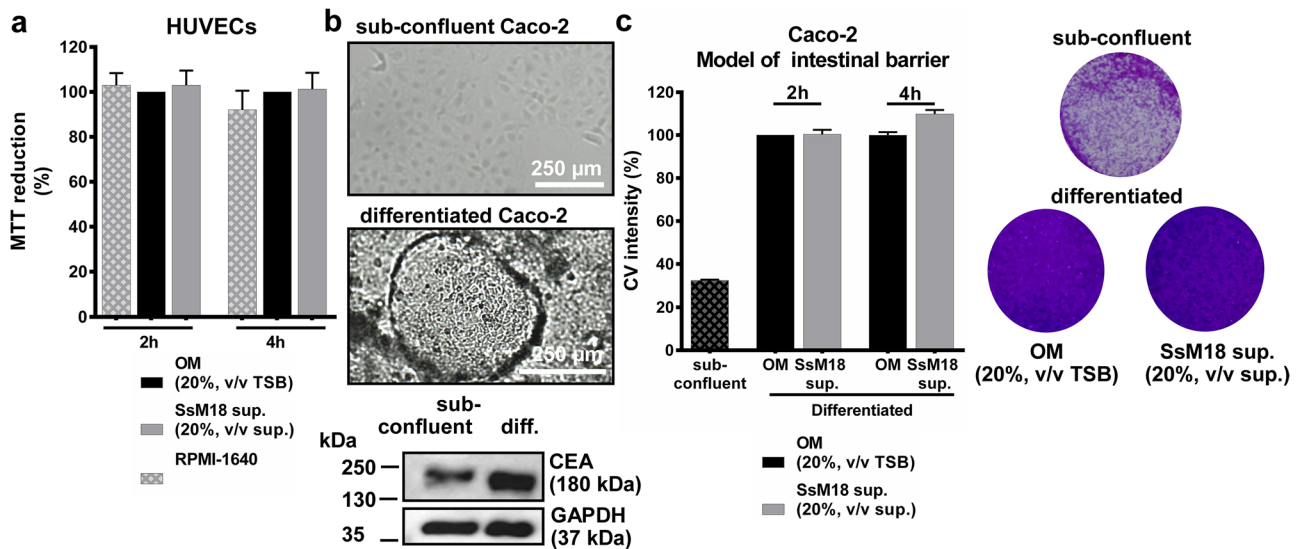 a
HUVECs
120
100
80
60
40
20
0
MTT reduction
(%)
2h
4h
OM
(20%, v/v TSB)
SsM18 sup.
(20%, v/v sup.)
RPMI-1640
b
sub-confluent Caco-2
250 µm
differentiated Caco-2
250 µm
sub-
confluent
diff.
kDa
250
130
35
CEA
(180 kDa)
GAPDH
(37 kDa)
c
Caco-2
Model of intestinal barrier
2h
4h
120
100
80
60
40
20
0
CV intensity (%)
sub-
confluent
OM
SsM18
sup.
OM
SsM18
sup.
Differentiated
OM
(20%, v/v TSB)
SsM18 sup.
(20%, v/v sup.)
sub-confluent
differentiated
OM
(20%, v/v TSB)
SsM18 sup.
(20%, v/v sup.)